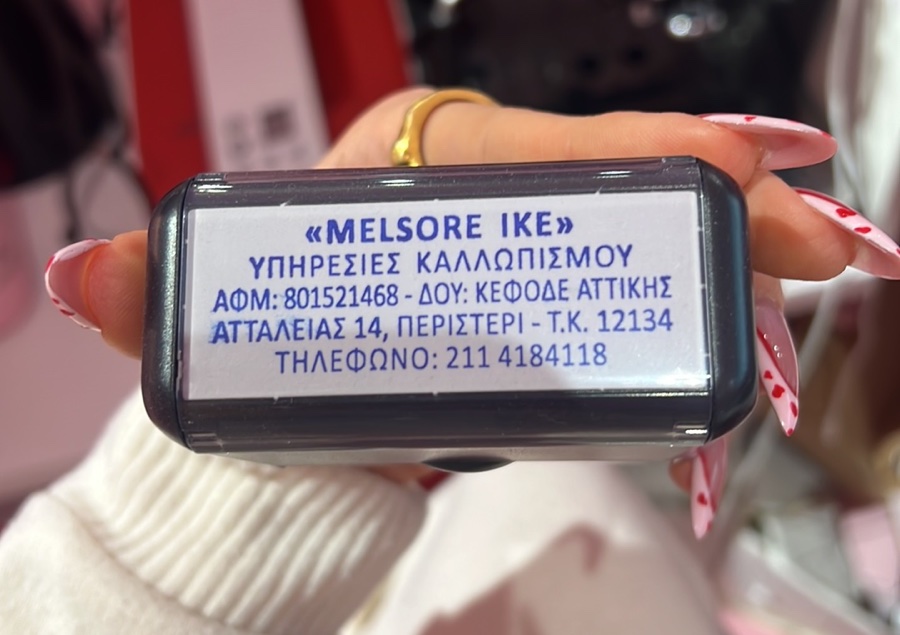 «MELSORE IKE»
ΥΠΗΡΕΣΙΕΣ ΚΑΛΛΩΠΙΣΜΟΥ
ΑΦΜ: 801521468 - ΔΟΥ: ΚΕΦΟΔΕ ΑΤΤΙΚΗΣ
ΑΤΤΑΛΕΙΑΣ 14, ΠΕΡΙΣΤΕΡΙ - Τ.Κ. 12134
ΤΗΛΕΦΩΝΟ: 211 4184118